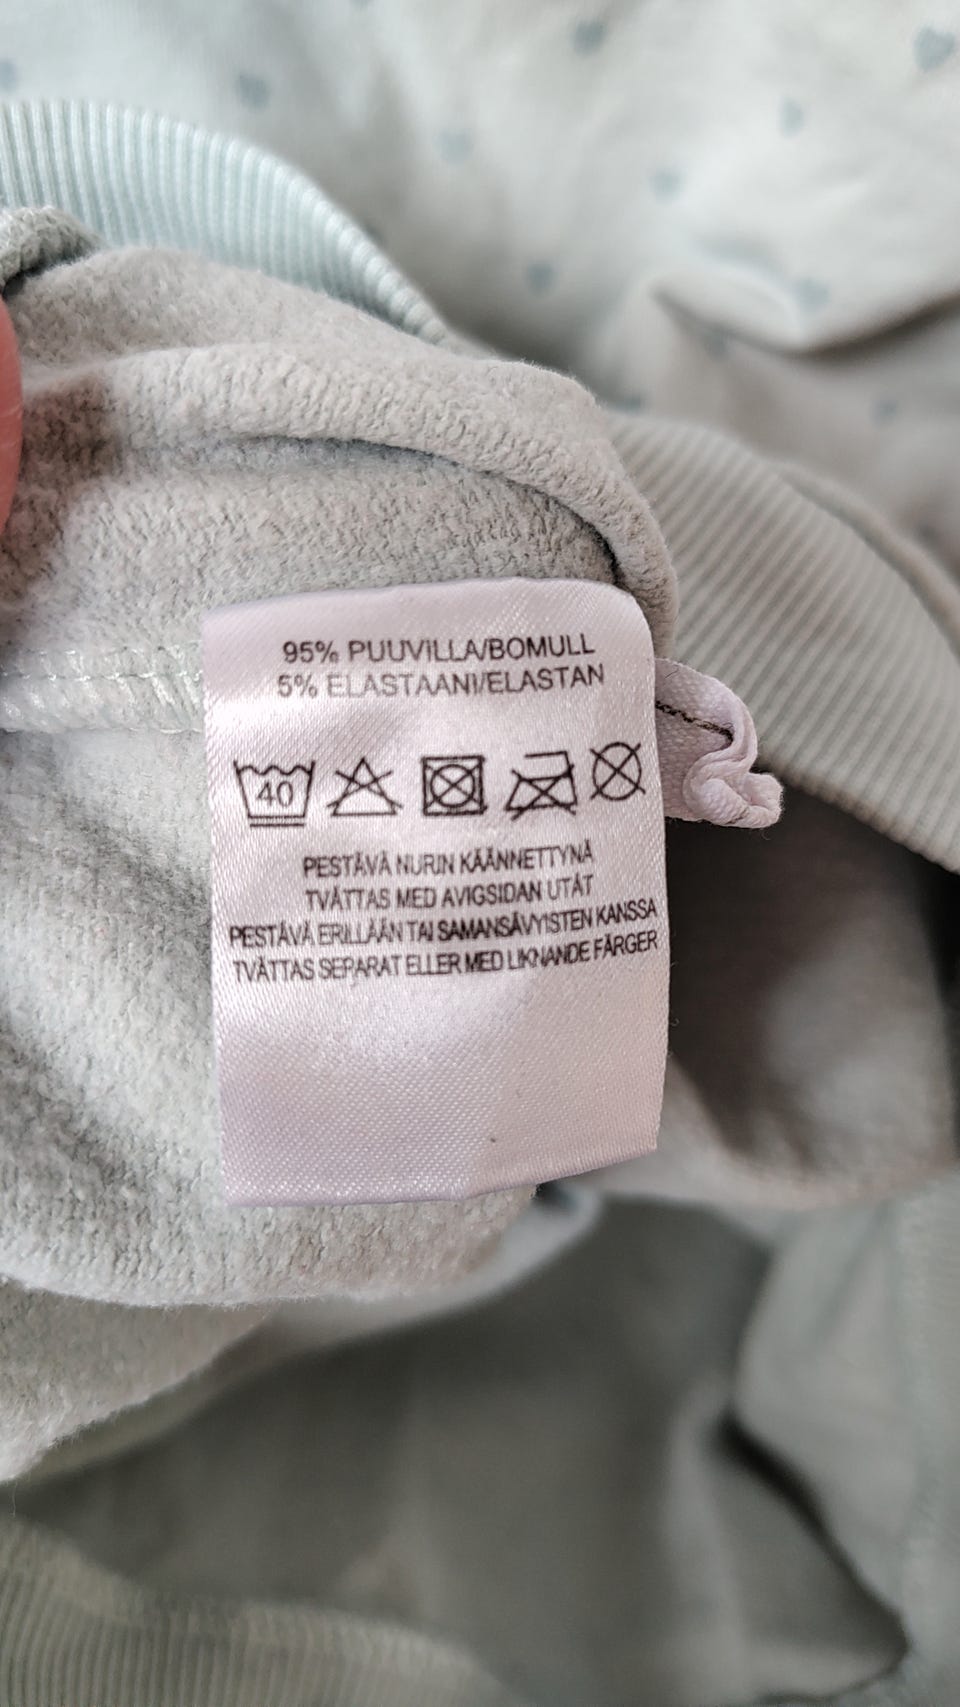 95% PUUVILLA/BOMULL
5% ELASTAANI/ELASTAN
40
PESTÄVÄ NURIN KÄÄNNETTYNÄ
TVÄTTAS MED AVIGSIDAN UTÅT
PESTÄVÄ ERILLÄÄN TAI SAMANSÄVYISTEN KANSSA
TVÄTTAS SEPARAT ELLER MED LIKNANDE FÄRGER